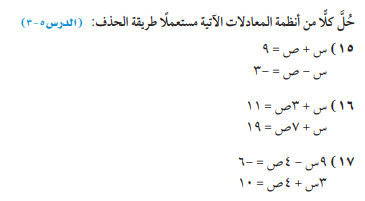 حُلَّ كلًّا من أنظمة المعادلات الآتية مستعملًا طريقة الحذف: (الدرس ٥-٣)
١٥) س + ص = ٩
س − ص = −٣
١٦) س + ٣ص = ١١
س + ٧ص = ١٩
١٧) ٩س − ٤ص = −٦
٣س + ٤ص = ١٠